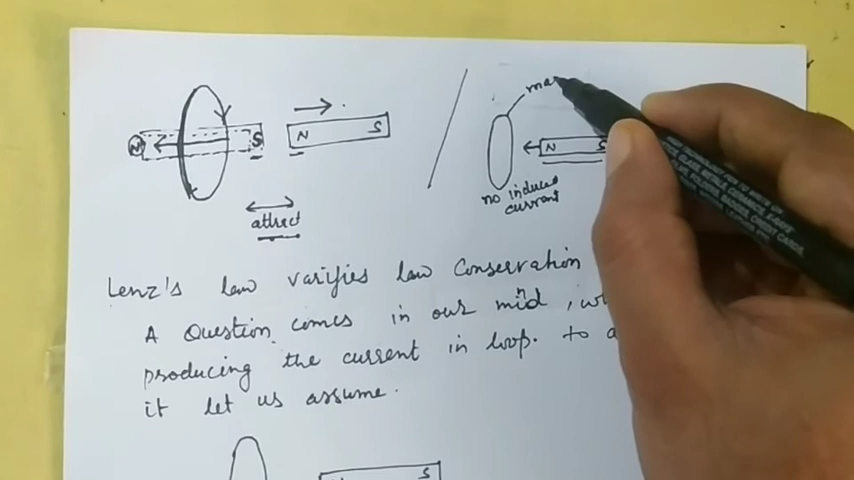 N S N S
ma
N S
no induced
current
attract
Lenz's law varifies law Conservation
A Question comes in our mind, w
producing the current in loop. to a
it let us assume.
S